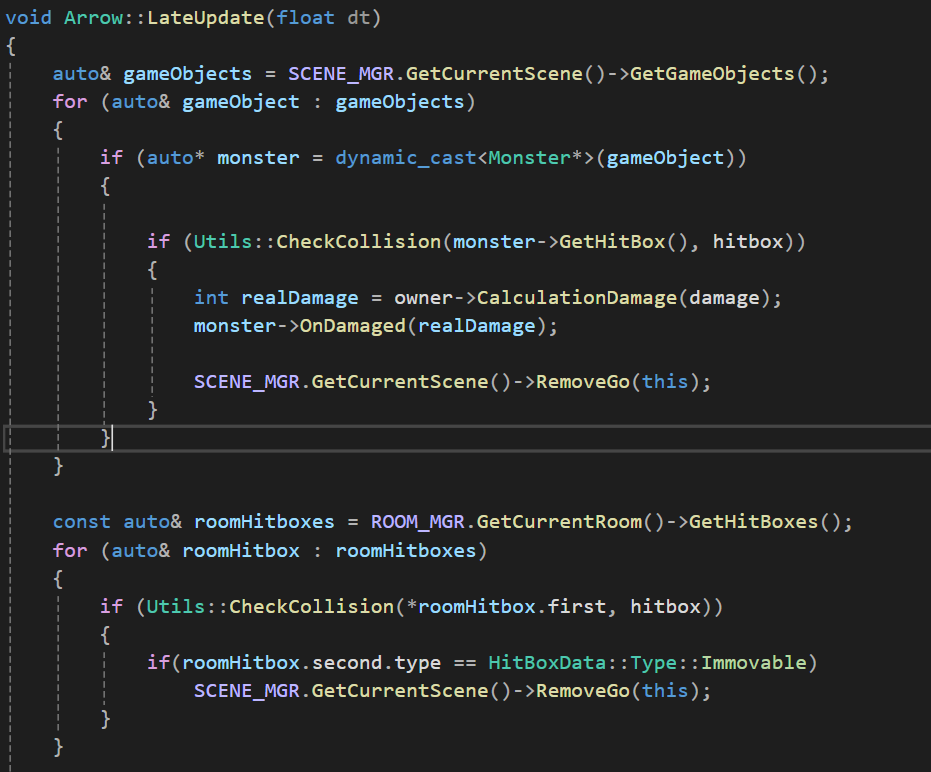 void Arrow::LateUpdate(float dt)
{
auto& gameObjects = SCENE_MGR.GetCurrentScene()->GetGameObjects();
for (auto& gameObject : gameObjects)
{
if (auto* monster = dynamic_cast<Monster*>(gameObject))
{
if (Utils::CheckCollision(monster->GetHitBox(), hitbox))
{
int realDamage = owner->CalculationDamage(damage);
monster->OnDamaged(realDamage);
SCENE_MGR.GetCurrentScene()->RemoveGo(this);
}
}
}
const auto& roomHitboxes = ROOM_MGR.GetCurrentRoom()->GetHitBoxes();
for (auto& roomHitbox : roomHitboxes)
{
if (Utils::CheckCollision(*roomHitbox.first, hitbox))
{
if(roomHitbox.second.type == HitBoxData::Type::Immovable)
SCENE_MGR.GetCurrentScene()->RemoveGo(this);
}
}